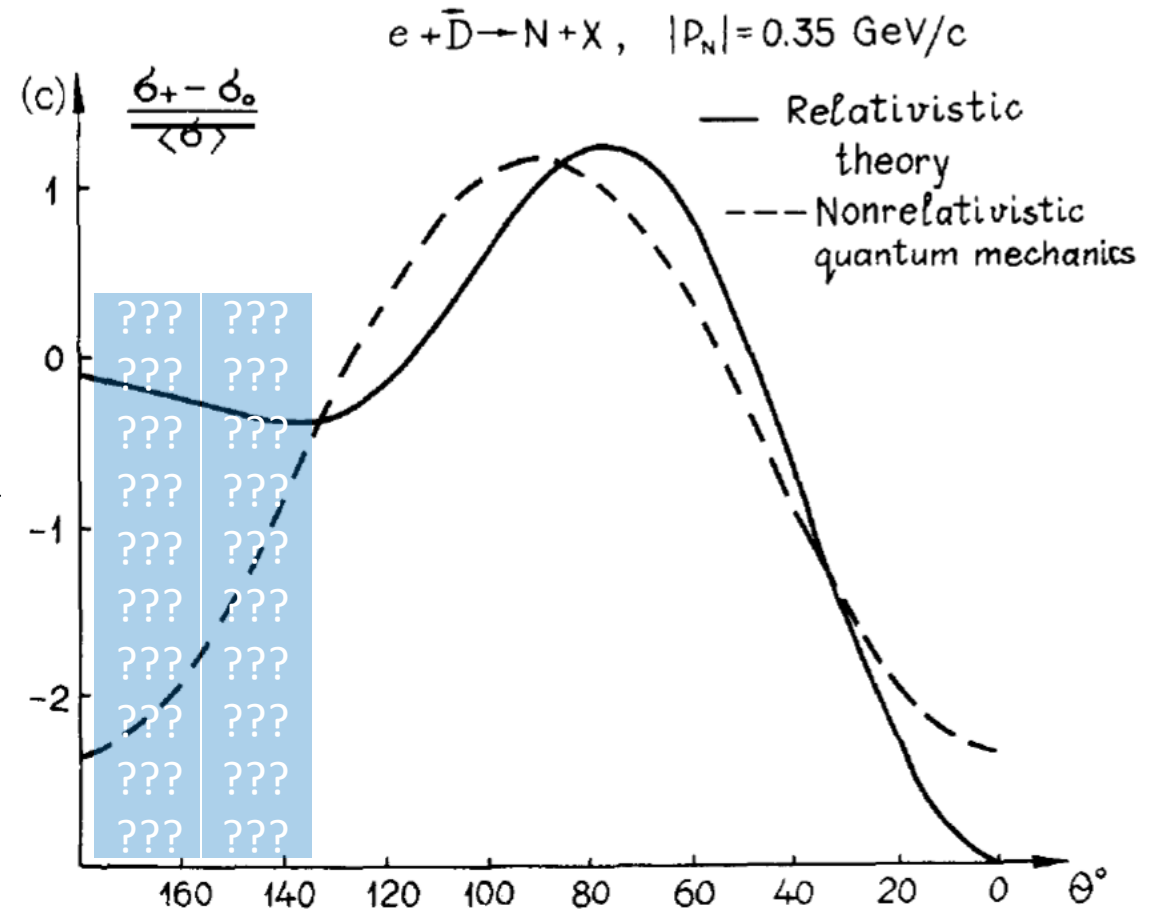 e + D̄ → N + X , |P_N| = 0.35 GeV/c
(c)
σ₊ - σ₀
⟨σ⟩
— Relativistic
theory
--- Nonrelativistic
quantum mechanics
1
0
-1
-2
??? ???
??? ???
??? ???
??? ???
??? ???
??? ???
??? ???
??? ???
??? ???
??? ???
160 140 120 100 80 60 40 20 0 θ°